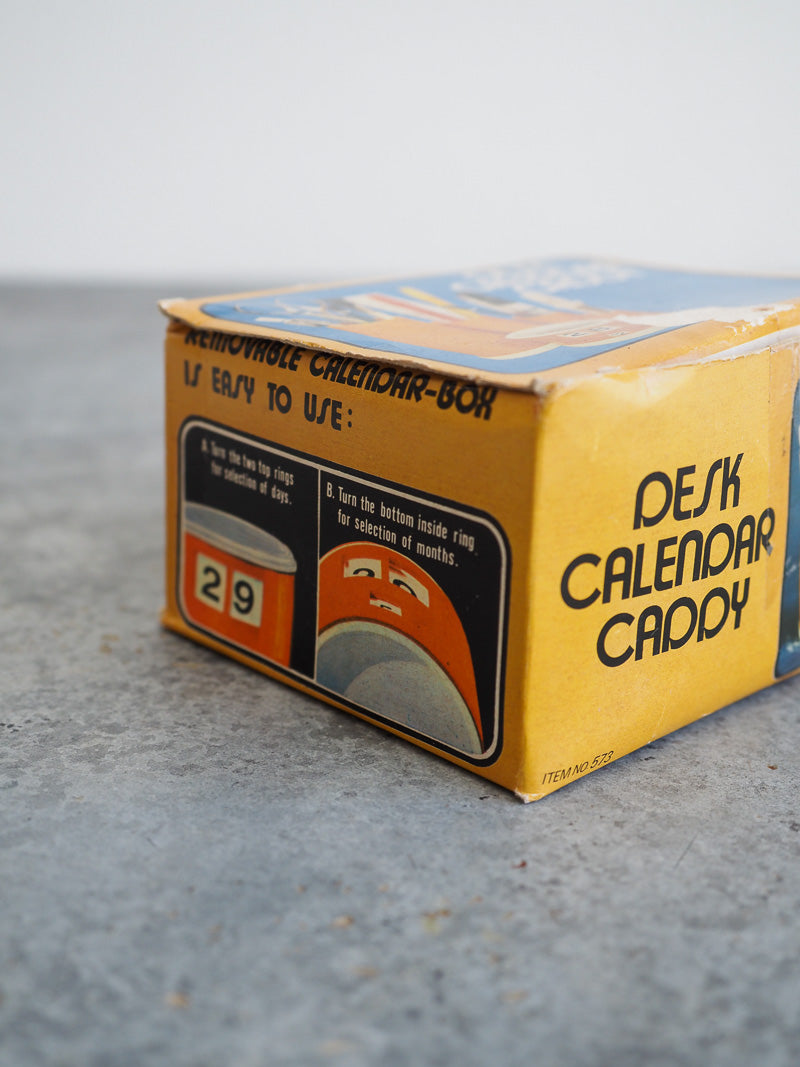 REMOVABLE CALENDAR-BOX
IS EASY TO USE:
A. Turn the two top rings
for selection of days.
29
B. Turn the bottom inside ring
for selection of months.
DESK
CALENDAR
CADDY
ITEM NO 573